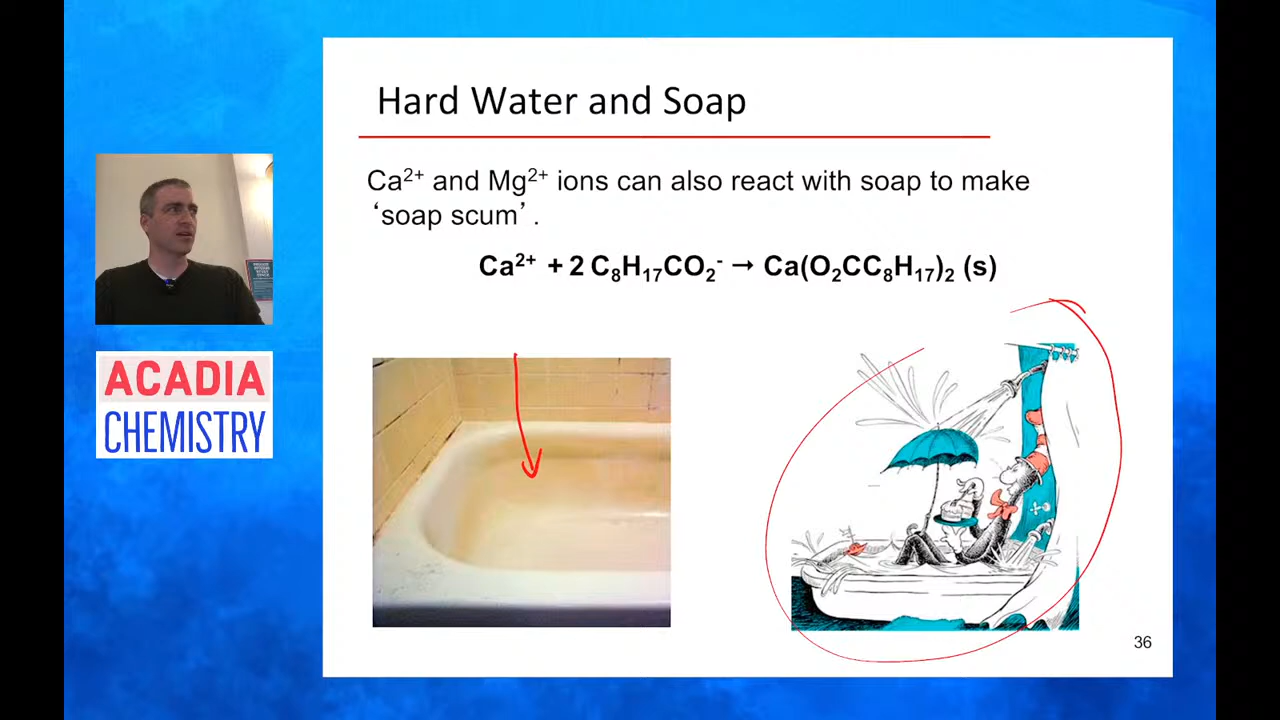 Hard Water and Soap
Ca²⁺ and Mg²⁺ ions can also react with soap to make
‘soap scum’.
Ca²⁺ + 2 C₈H₁₇CO₂⁻ → Ca(O₂CC₈H₁₇)₂ (s)
ACADIA
CHEMISTRY
36